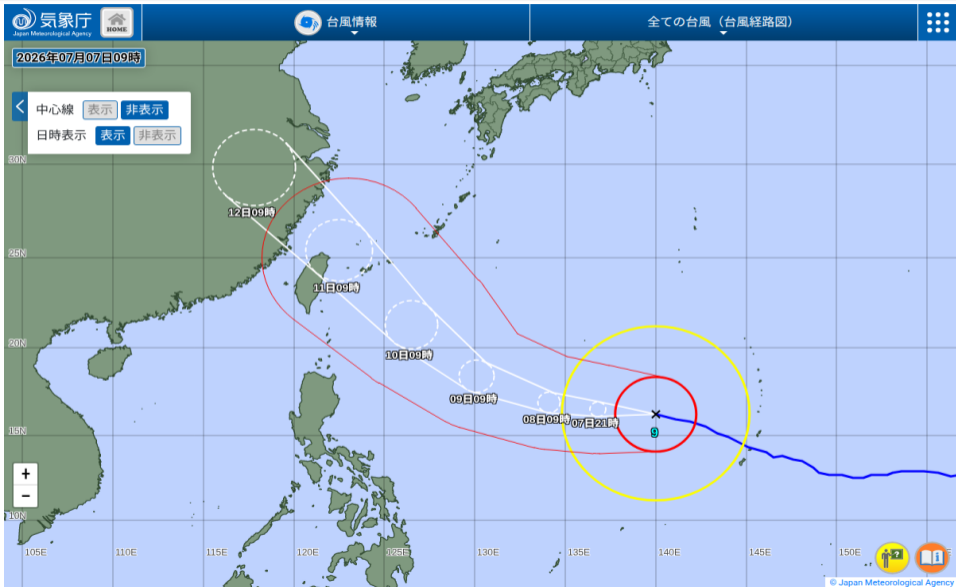 気象庁
Japan Meteorological Agency
HOME
台風情報
全ての台風（台風経路図）
2026年07月07日09時
中心線 表示 非表示
日時表示 表示 非表示
30N
12日09時
25N
11日09時
20N
10日09時
09日09時
08日09時
07日21時
9
15N
+
−
10N
105E
110E
115E
120E
125E
130E
135E
140E
145E
150E
© Japan Meteorological Agency